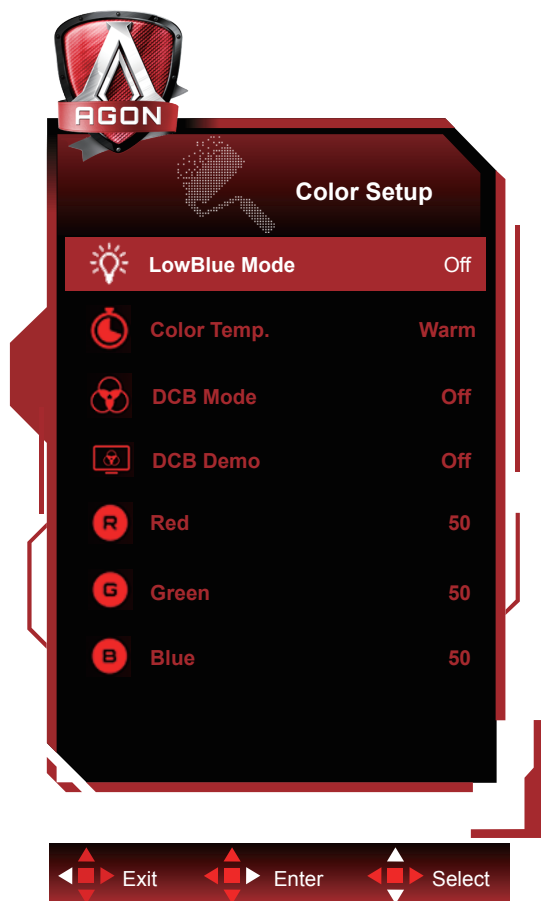 AGON
Color Setup
LowBlue Mode Off
Color Temp. Warm
DCB Mode Off
DCB Demo Off
R Red 50
G Green 50
B Blue 50
Exit Enter Select